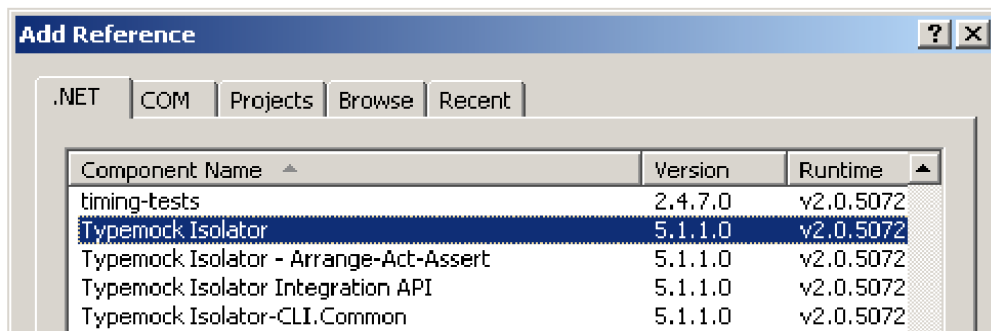 Add Reference ? X
.NET COM Projects Browse Recent
Component Name Version Runtime
timing-tests 2.4.7.0 v2.0.5072
Typemock Isolator 5.1.1.0 v2.0.5072
Typemock Isolator - Arrange-Act-Assert 5.1.1.0 v2.0.5072
Typemock Isolator Integration API 5.1.1.0 v2.0.5072
Typemock Isolator-CLI.Common 5.1.1.0 v2.0.5072